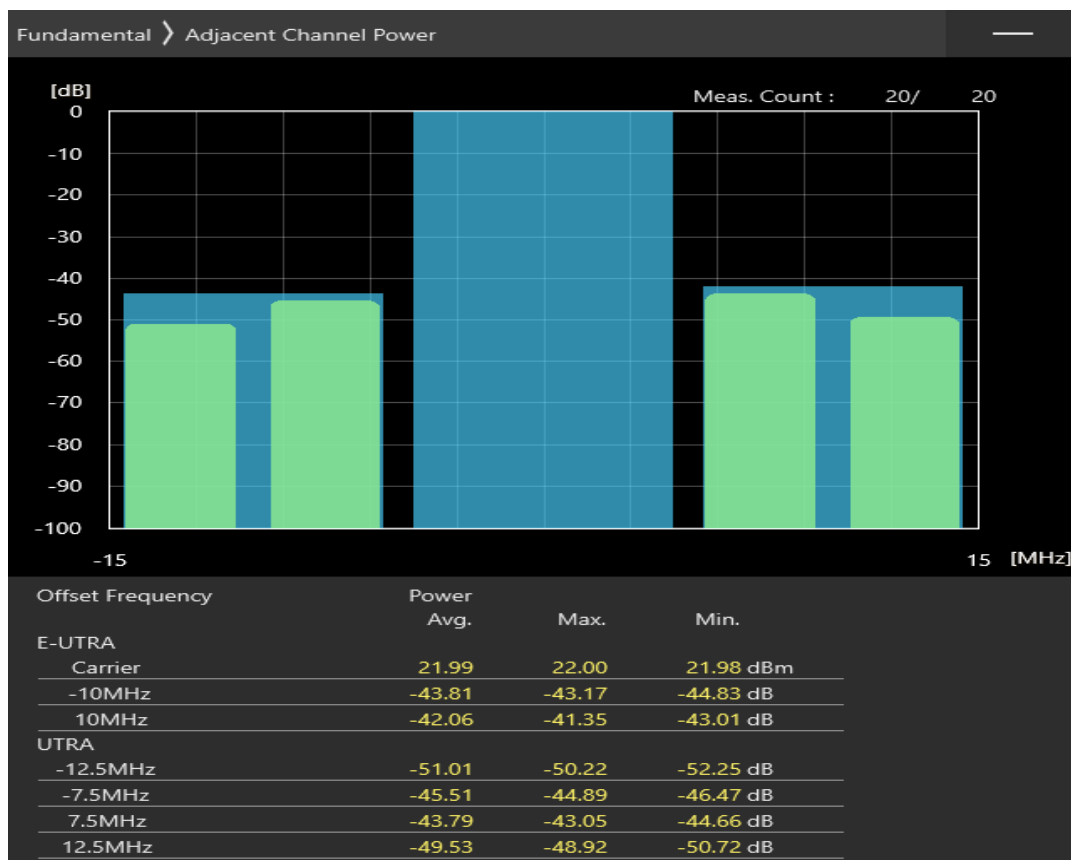 Fundamental ❯ Adjacent Channel Power
[dB]
Meas. Count : 20/ 20
0
-10
-20
-30
-40
-50
-60
-70
-80
-90
-100
-15 15 [MHz]
Offset Frequency Power
Avg. Max. Min.
E-UTRA
Carrier 21.99 22.00 21.98 dBm
-10MHz -43.81 -43.17 -44.83 dB
10MHz -42.06 -41.35 -43.01 dB
UTRA
-12.5MHz -51.01 -50.22 -52.25 dB
-7.5MHz -45.51 -44.89 -46.47 dB
7.5MHz -43.79 -43.05 -44.66 dB
12.5MHz -49.53 -48.92 -50.72 dB